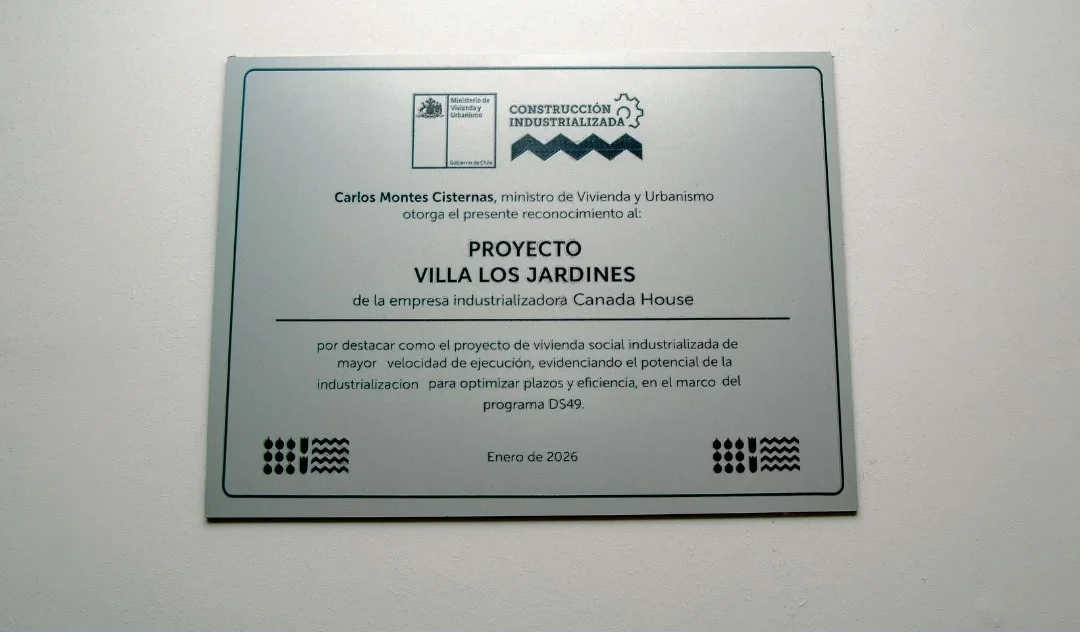 Ministerio de
Vivienda y
Urbanismo
Gobierno de Chile
CONSTRUCCIÓN
INDUSTRIALIZADA
Carlos Montes Cisternas, ministro de Vivienda y Urbanismo
otorga el presente reconocimiento al:
PROYECTO
VILLA LOS JARDINES
de la empresa industrializadora Canada House
por destacar como el proyecto de vivienda social industrializada de
mayor velocidad de ejecución, evidenciando el potencial de la
industrializacion para optimizar plazos y eficiencia, en el marco del
programa DS49.
Enero de 2026